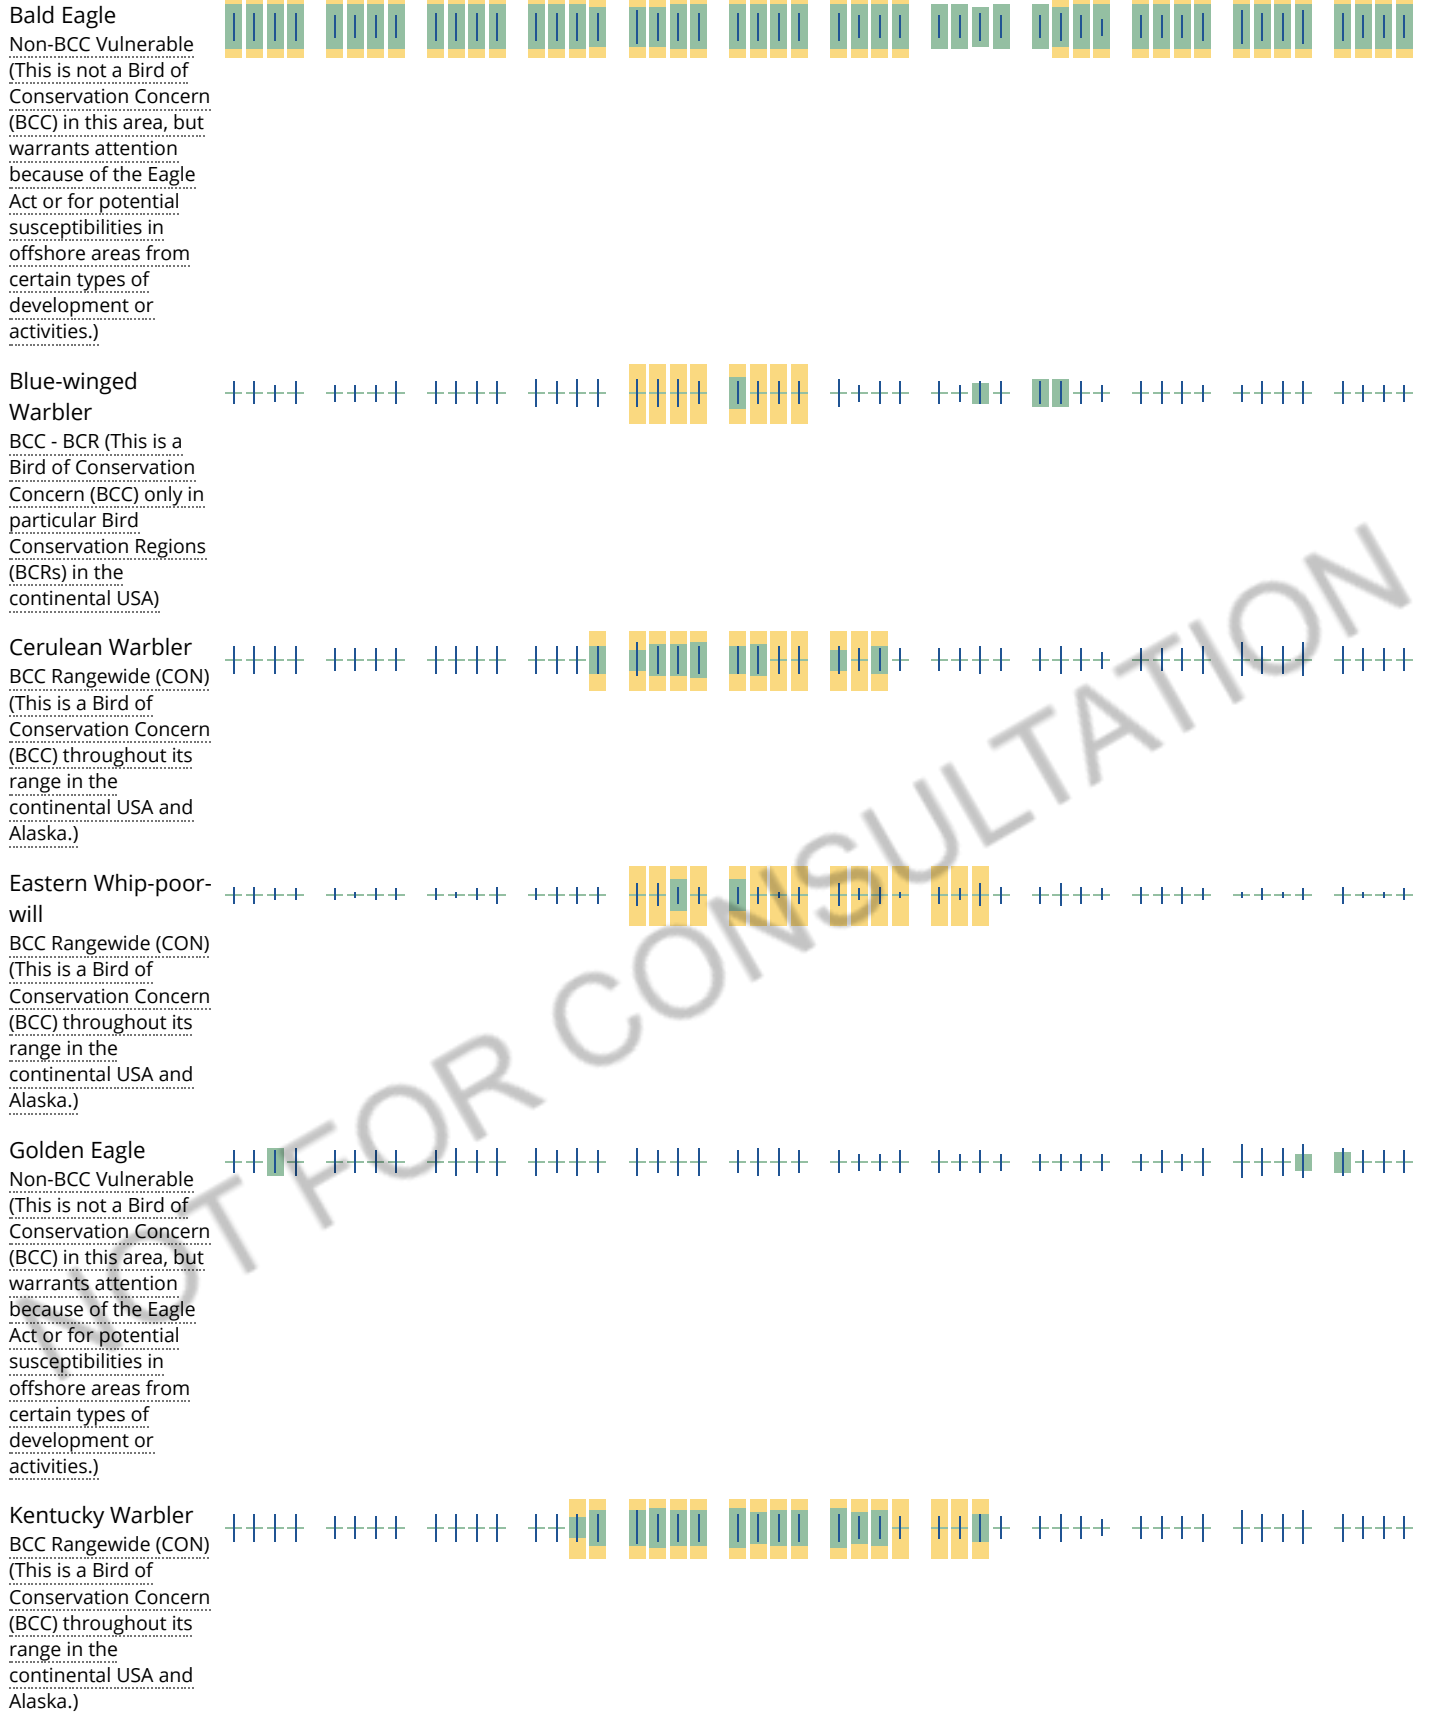 Bald Eagle
Non-BCC Vulnerable
(This is not a Bird of
Conservation Concern
(BCC) in this area, but
warrants attention
because of the Eagle
Act or for potential
susceptibilities in
offshore areas from
certain types of
development or
activities.)
Blue-winged
Warbler
BCC - BCR (This is a
Bird of Conservation
Concern (BCC) only in
particular Bird
Conservation Regions
(BCRs) in the
continental USA)
Cerulean Warbler
BCC Rangewide (CON)
(This is a Bird of
Conservation Concern
(BCC) throughout its
range in the
continental USA and
Alaska.)
Eastern Whip-poor-
will
BCC Rangewide (CON)
(This is a Bird of
Conservation Concern
(BCC) throughout its
range in the
continental USA and
Alaska.)
Golden Eagle
Non-BCC Vulnerable
(This is not a Bird of
Conservation Concern
(BCC) in this area, but
warrants attention
because of the Eagle
Act or for potential
susceptibilities in
offshore areas from
certain types of
development or
activities.)
Kentucky Warbler
BCC Rangewide (CON)
(This is a Bird of
Conservation Concern
(BCC) throughout its
range in the
continental USA and
Alaska.)
NOT FOR CONSULTATION